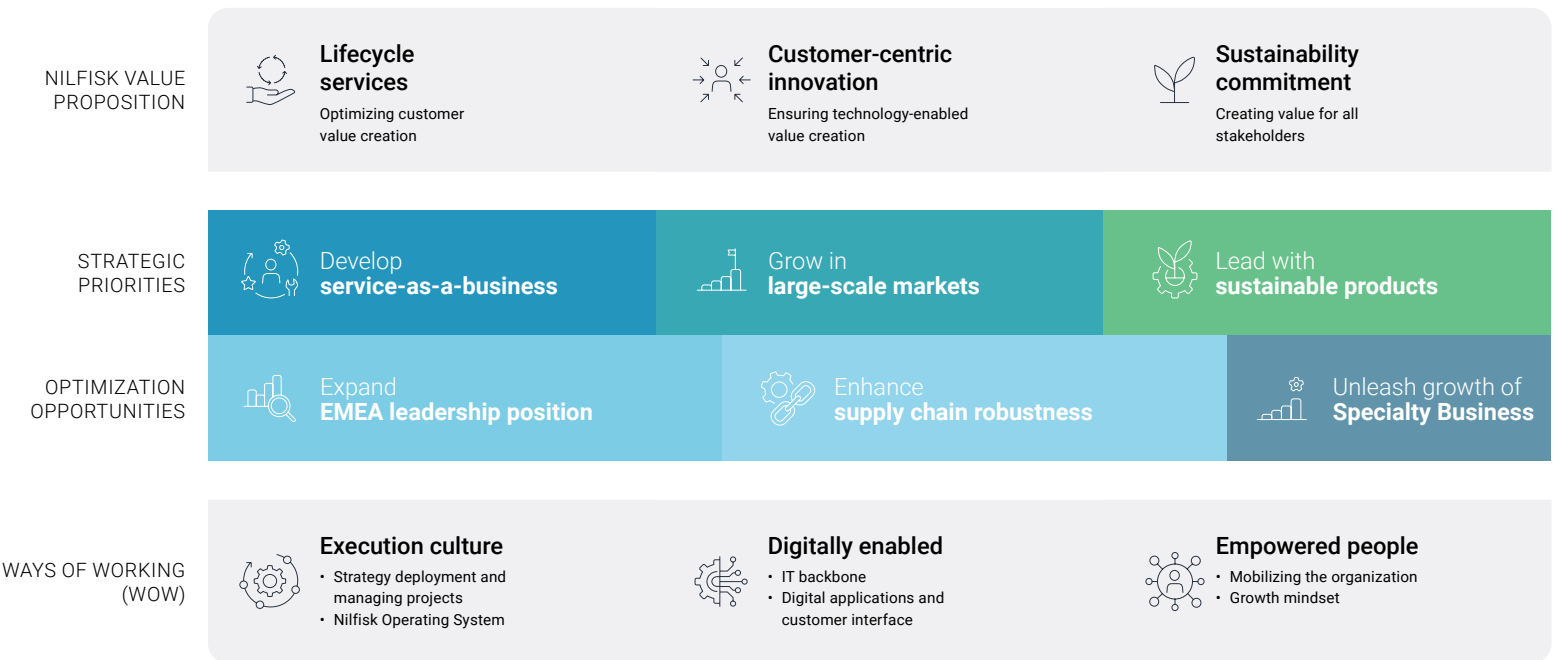 NILFISK VALUE
PROPOSITION
Lifecycle
services
Optimizing customer
value creation
Customer-centric
innovation
Ensuring technology-enabled
value creation
Sustainability
commitment
Creating value for all
stakeholders
STRATEGIC
PRIORITIES
Develop
service-as-a-business
Grow in
large-scale markets
Lead with
sustainable products
OPTIMIZATION
OPPORTUNITIES
Expand
EMEA leadership position
Enhance
supply chain robustness
Unleash growth of
Specialty Business
WAYS OF WORKING
(WOW)
Execution culture
• Strategy deployment and
managing projects
• Nilfisk Operating System
Digitally enabled
• IT backbone
• Digital applications and
customer interface
Empowered people
• Mobilizing the organization
• Growth mindset